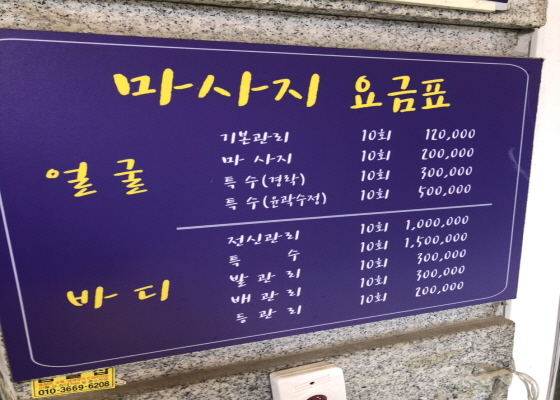 마사지 요금표
얼굴
기본관리 10회 120,000
마 사지 10회 200,000
특 수(경락) 10회 300,000
특 수(윤곽수정) 10회 500,000
바디
전신관리 10회 1,000,000
특 수 10회 1,500,000
발 관 리 10회 300,000
배 관리 10회 300,000
등 관 리 10회 200,000
010-3669-6208